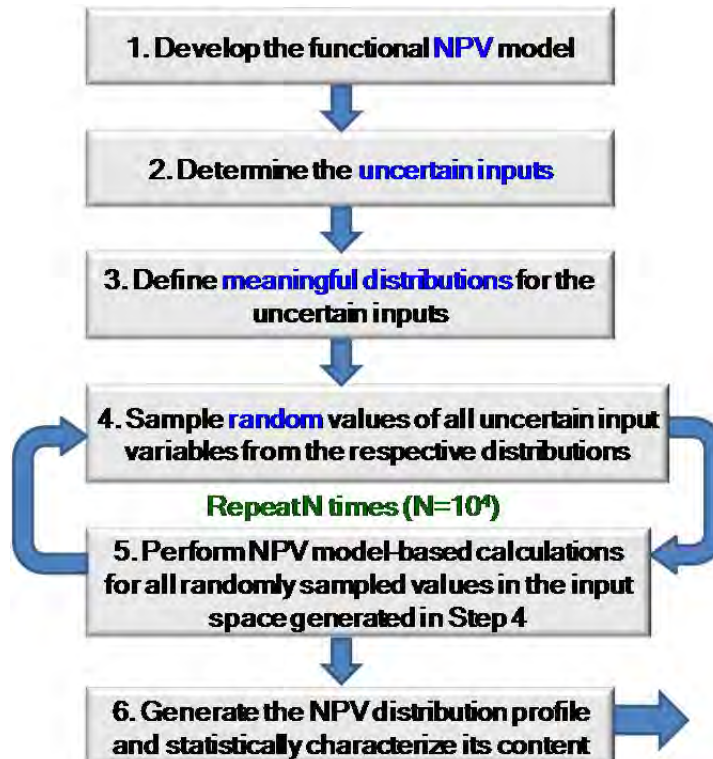 1. Develop the functional NPV model
2. Determine the uncertain inputs
3. Define meaningful distributions for the
uncertain inputs
4. Sample random values of all uncertain input
variables from the respective distributions
Repeat N times (N=10⁴)
5. Perform NPV model-based calculations
for all randomly sampled values in the input
space generated in Step 4
6. Generate the NPV distribution profile
and statistically characterize its content